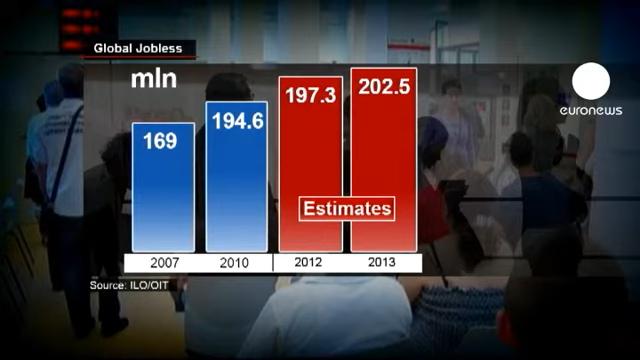 Global Jobless
mln
169
194.6
197.3
202.5
Estimates
2007
2010
2012
2013
Source: ILO/OIT
euronews